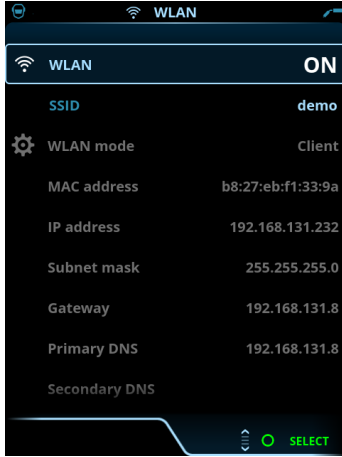 WLAN
WLAN ON
SSID demo
WLAN mode Client
MAC address b8:27:eb:f1:33:9a
IP address 192.168.131.232
Subnet mask 255.255.255.0
Gateway 192.168.131.8
Primary DNS 192.168.131.8
Secondary DNS
SELECT